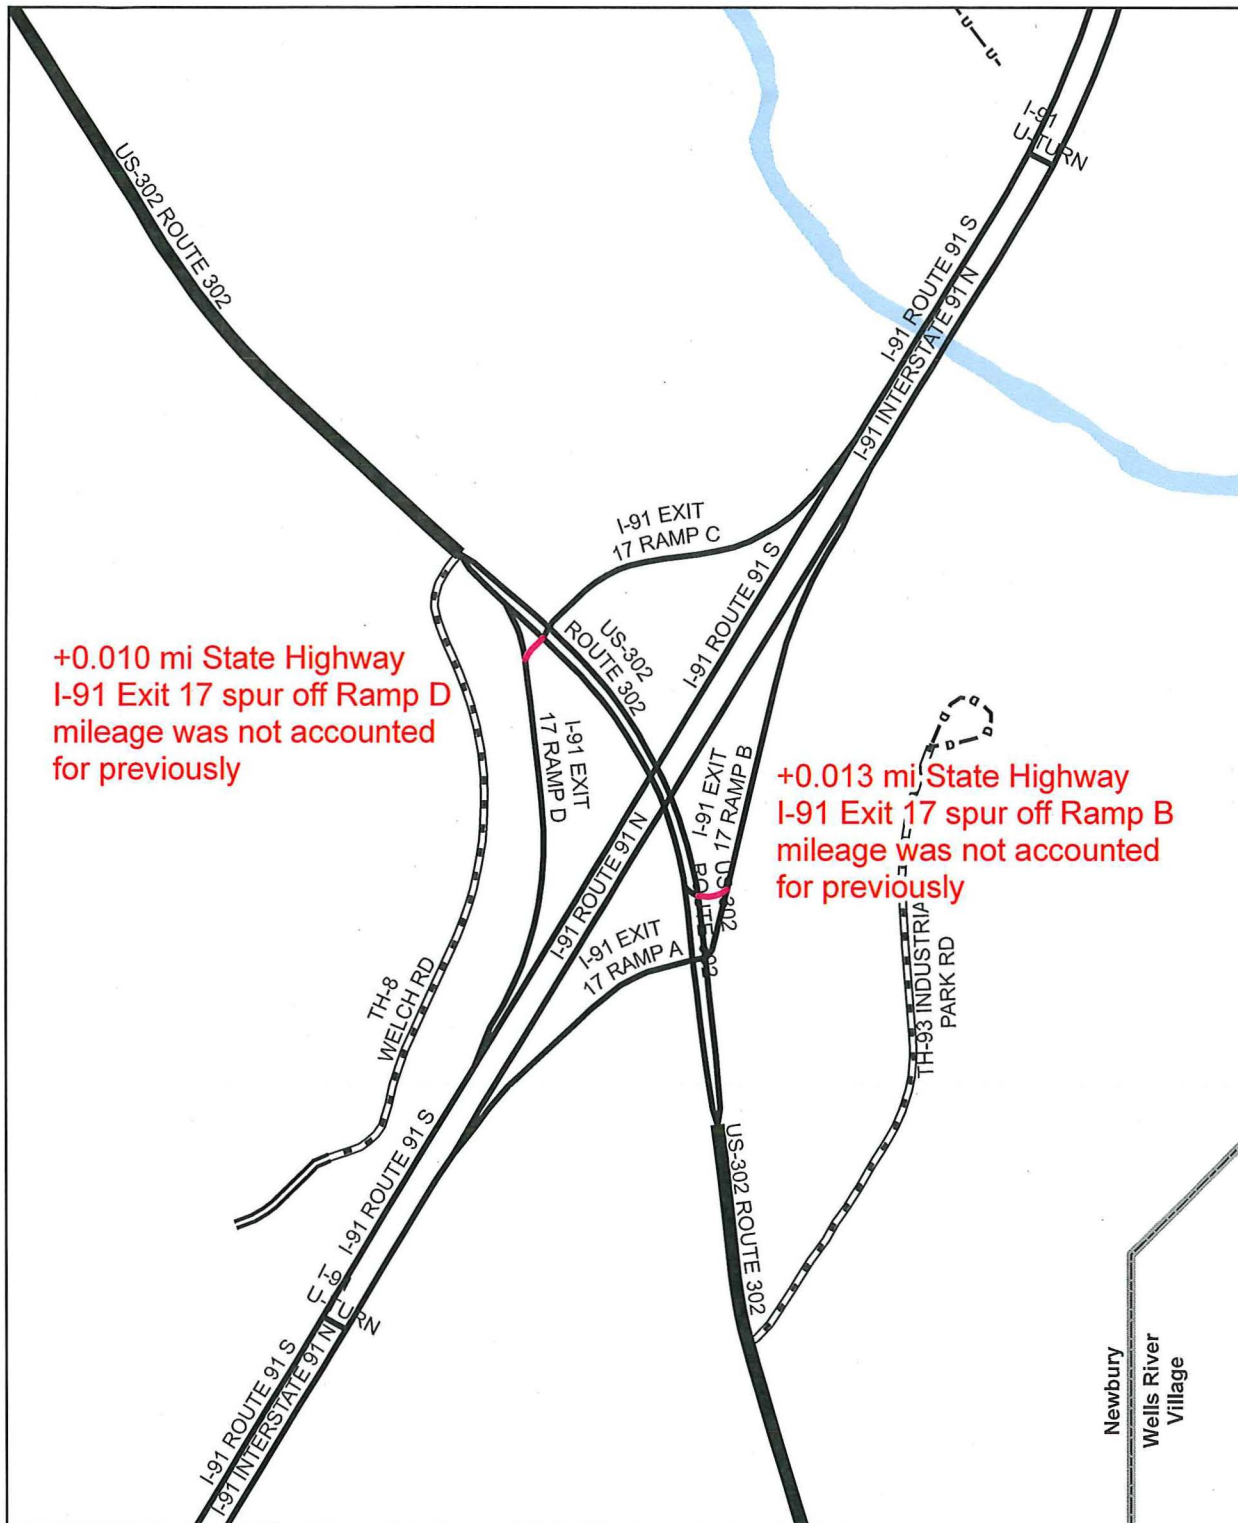 U
U
I-91
U-TURN
US-302 ROUTE 302
I-91 ROUTE 91 S
I-91 INTERSTATE 91 N
I-91 EXIT
17 RAMP C
I-91 ROUTE 91 S
US-302
ROUTE 302
+0.010 mi State Highway
I-91 Exit 17 spur off Ramp D
mileage was not accounted
for previously
I-91 EXIT
17 RAMP D
I-91 EXIT
17 RAMP B
D
D
D
D
+0.013 mi State Highway
I-91 Exit 17 spur off Ramp B
mileage was not accounted
for previously
US-302
ROUTE 302
I-91 ROUTE 91 N
I-91 EXIT
17 RAMP A
TH-8
WELCH RD
TH-93 INDUSTRIAL
PARK RD
I-91 ROUTE 91 S
US-302 ROUTE 302
I-91
U-TURN
I-91 ROUTE 91 S
I-91 INTERSTATE 91 N
Newbury
Wells River
Village